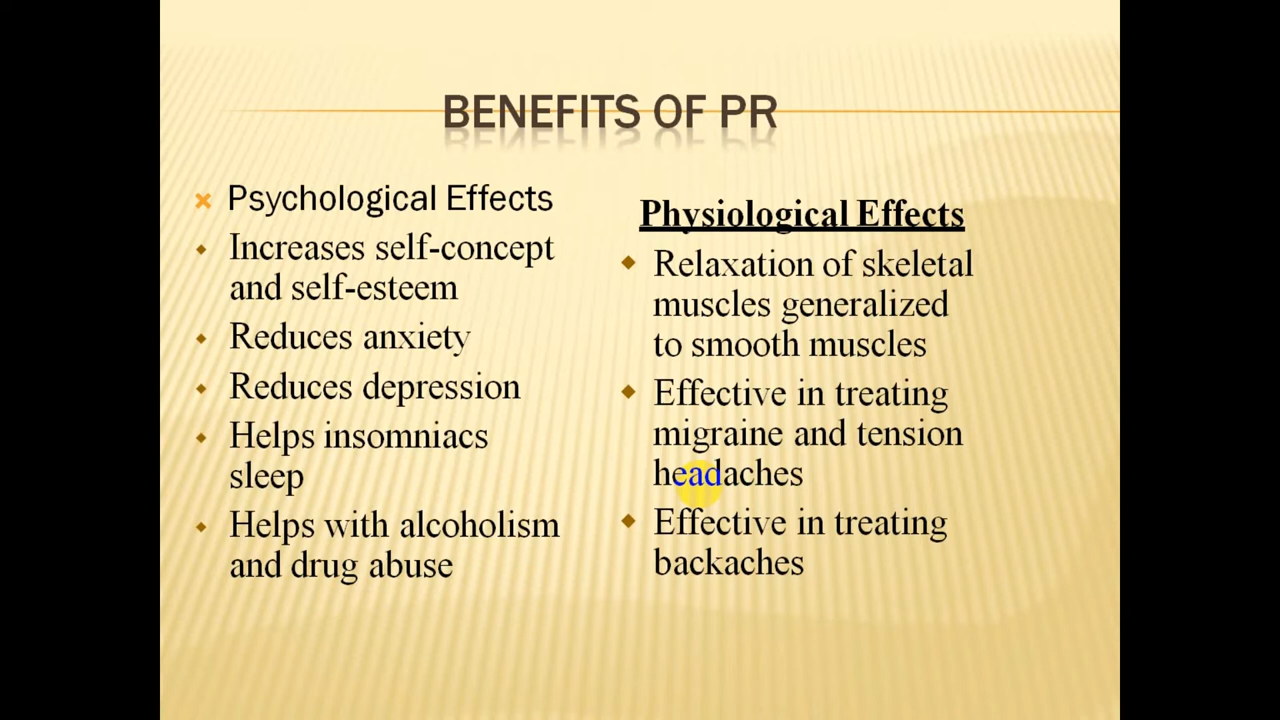 BENEFITS OF PR
Psychological Effects
Increases self-concept
and self-esteem
Reduces anxiety
Reduces depression
Helps insomniacs
sleep
Helps with alcoholism
and drug abuse
Physiological Effects
Relaxation of skeletal
muscles generalized
to smooth muscles
Effective in treating
migraine and tension
headaches
Effective in treating
backaches